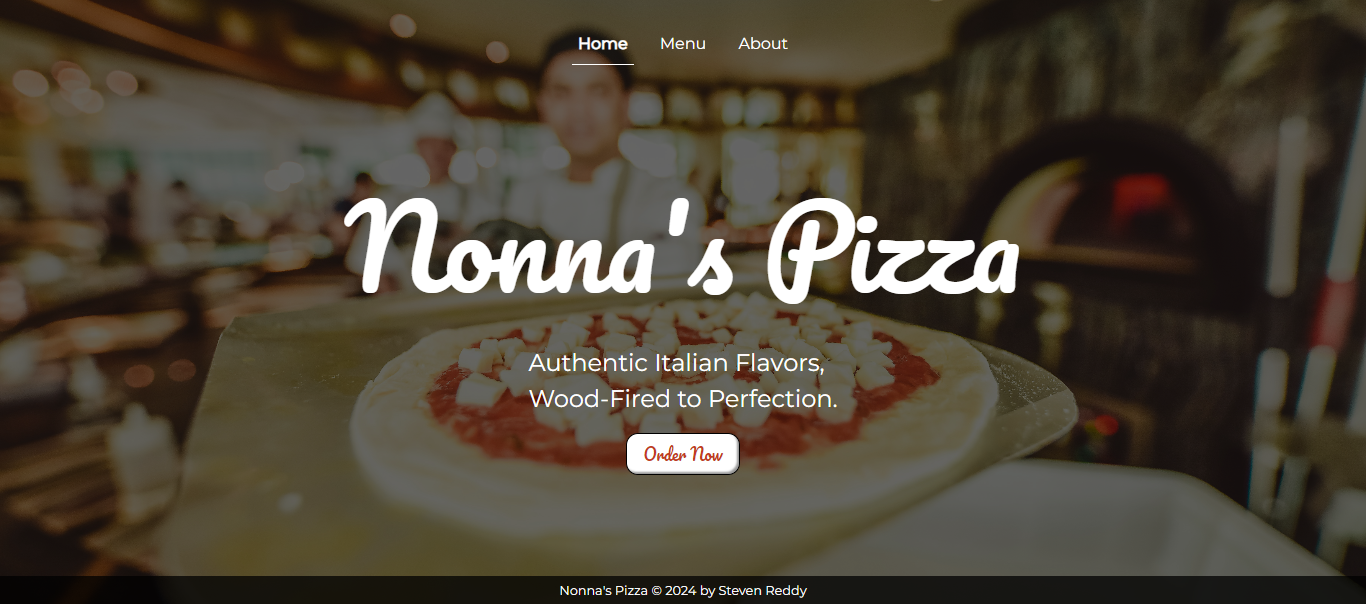 Home Menu About
Nonna's Pizza
Authentic Italian Flavors,
Wood-Fired to Perfection.
Order Now
Nonna's Pizza © 2024 by Steven Reddy